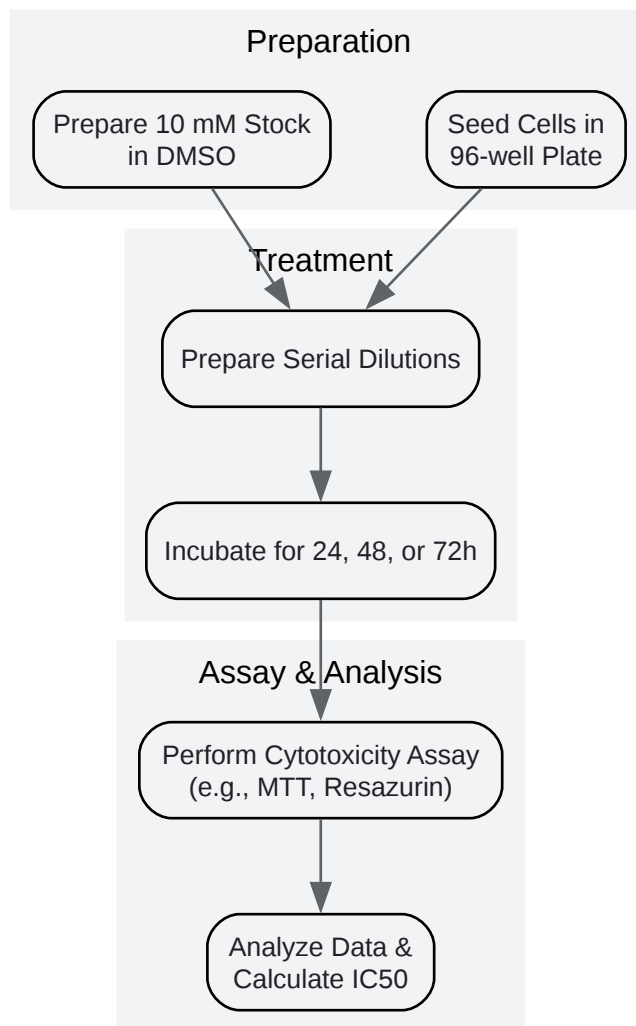 Preparation
Prepare 10 mM Stock
in DMSO
Seed Cells in
96-well Plate
Treatment
Prepare Serial Dilutions
Incubate for 24, 48, or 72h
Assay & Analysis
Perform Cytotoxicity Assay
(e.g., MTT, Resazurin)
Analyze Data &
Calculate IC50